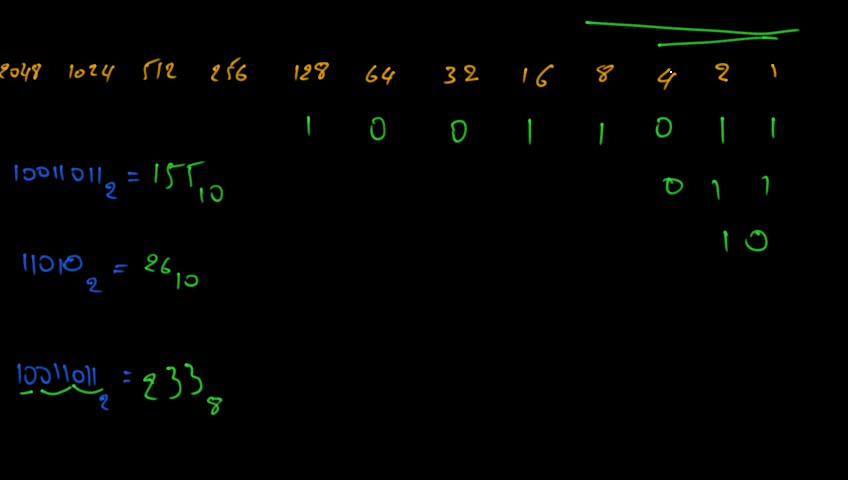 2048 1024 512 256 128 64 32 16 8 4 2 1
1 0 0 1 1 0 1 1
10011011₂ = 155₁₀
0 1 1
1 0
11010₂ = 26₁₀
10011011₂ = 233₈